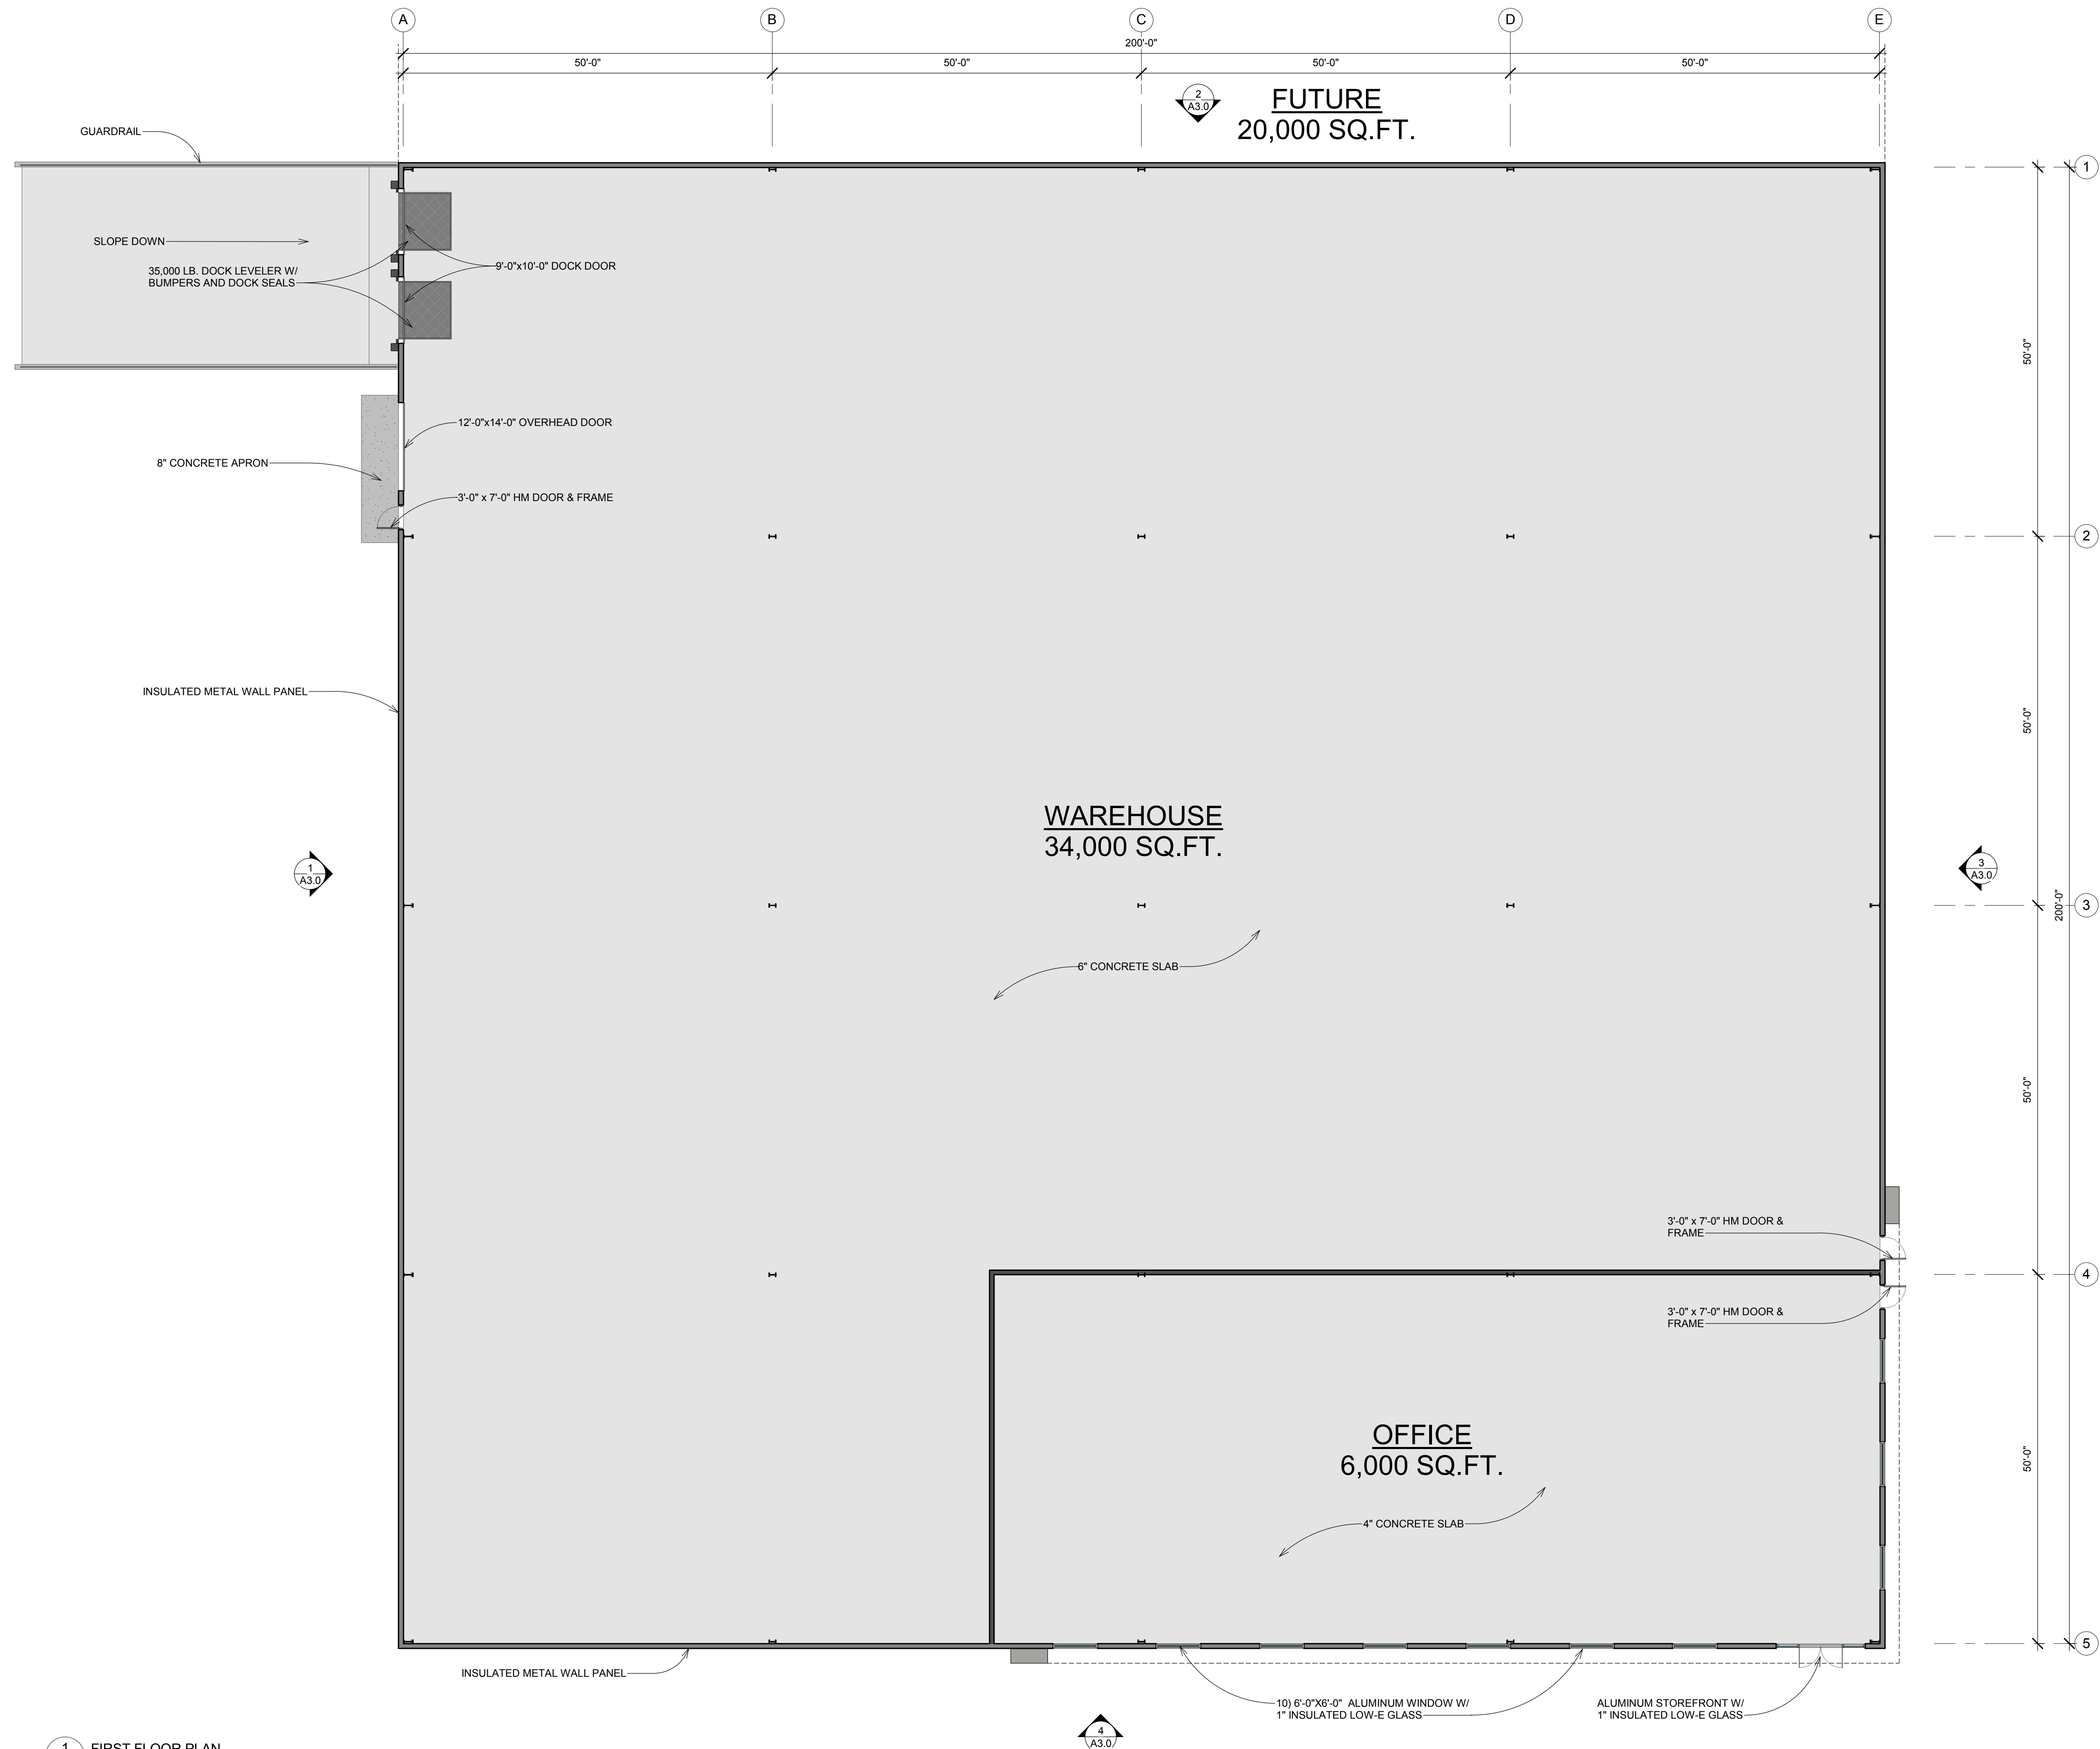 A
B
C
D
E
200'-0"
50'-0"
50'-0"
50'-0"
50'-0"
2
A3.0
FUTURE
20,000 SQ.FT.
GUARDRAIL
1
SLOPE DOWN
35,000 LB. DOCK LEVELER W/
BUMPERS AND DOCK SEALS
9'-0"x10'-0" DOCK DOOR
50'-0"
12'-0"x14'-0" OVERHEAD DOOR
8" CONCRETE APRON
3'-0" x 7'-0" HM DOOR & FRAME
2
INSULATED METAL WALL PANEL
50'-0"
WAREHOUSE
34,000 SQ.FT.
1
A3.0
3
A3.0
200'-0"
3
6" CONCRETE SLAB
50'-0"
3'-0" x 7'-0" HM DOOR &
FRAME
4
3'-0" x 7'-0" HM DOOR &
FRAME
OFFICE
6,000 SQ.FT.
50'-0"
4" CONCRETE SLAB
5
INSULATED METAL WALL PANEL
10) 6'-0"X6'-0" ALUMINUM WINDOW W/
1" INSULATED LOW-E GLASS
ALUMINUM STOREFRONT W/
1" INSULATED LOW-E GLASS
4
A3.0
1
FIRST FLOOR PLAN